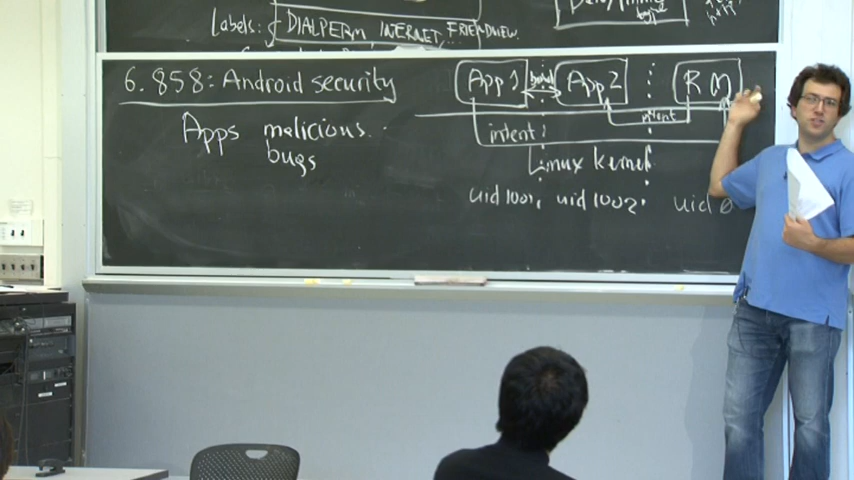 Labels: DIALPERM, INTERNET, FRIENDVIEW.
6.858: Android security
App 1 bind App 2 RM
Apps malicious
intent intent
bugs
Linux kernel
uid 1001 uid 1002 uid 0